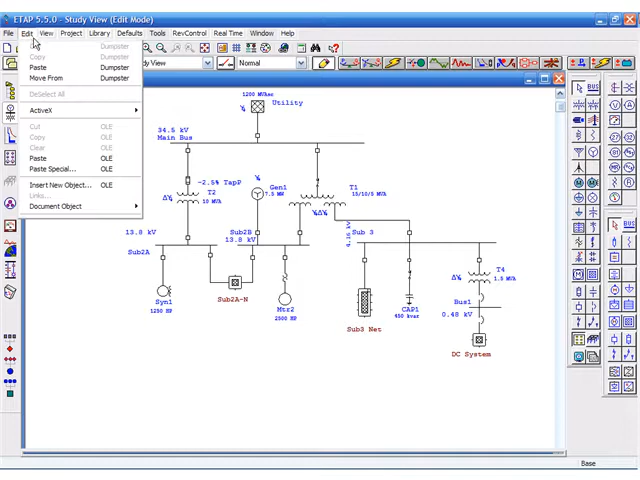 ETAP 5.5.0 - Study View (Edit Mode)
File Edit View Project Library Defaults Tools RevControl Real Time Window Help
Dumpster
Copy Dumpster
Paste Dumpster
Move From Dumpster
DeSelect All
ActiveX
Cut OLE
Copy OLE
Clear OLE
Paste OLE
Paste Special... OLE
Insert New Object... OLE
Links...
Document Object
dy View
Normal
1200 MVAsc
Utility
34.5 kV
Main Bus
-2.5% TapP
T2
10 MVA
Gen1
7.5 MW
T1
15/10/5 MVA
13.8 kV
Sub2A
Sub2B
13.8 kV
4.16 kV
Sub 3
Syn1
1250 HP
Sub2A-N
Mtr2
2500 HP
Sub3 Net
CAP1
450 kvar
T4
1.5 MVA
Bus1
0.48 kV
DC System
BUS
BUS
Base